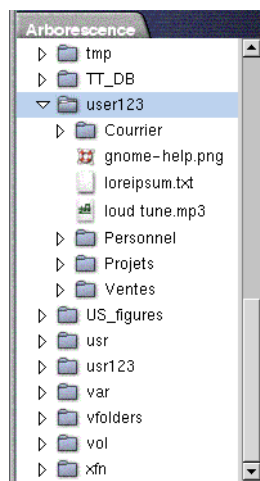 Arborescence
tmp
TT_DB
user123
Courrier
gnome-help.png
loreipsum.txt
loud tune.mp3
Personnel
Projets
Ventes
US_figures
usr
usr123
var
vfolders
vol
xfn